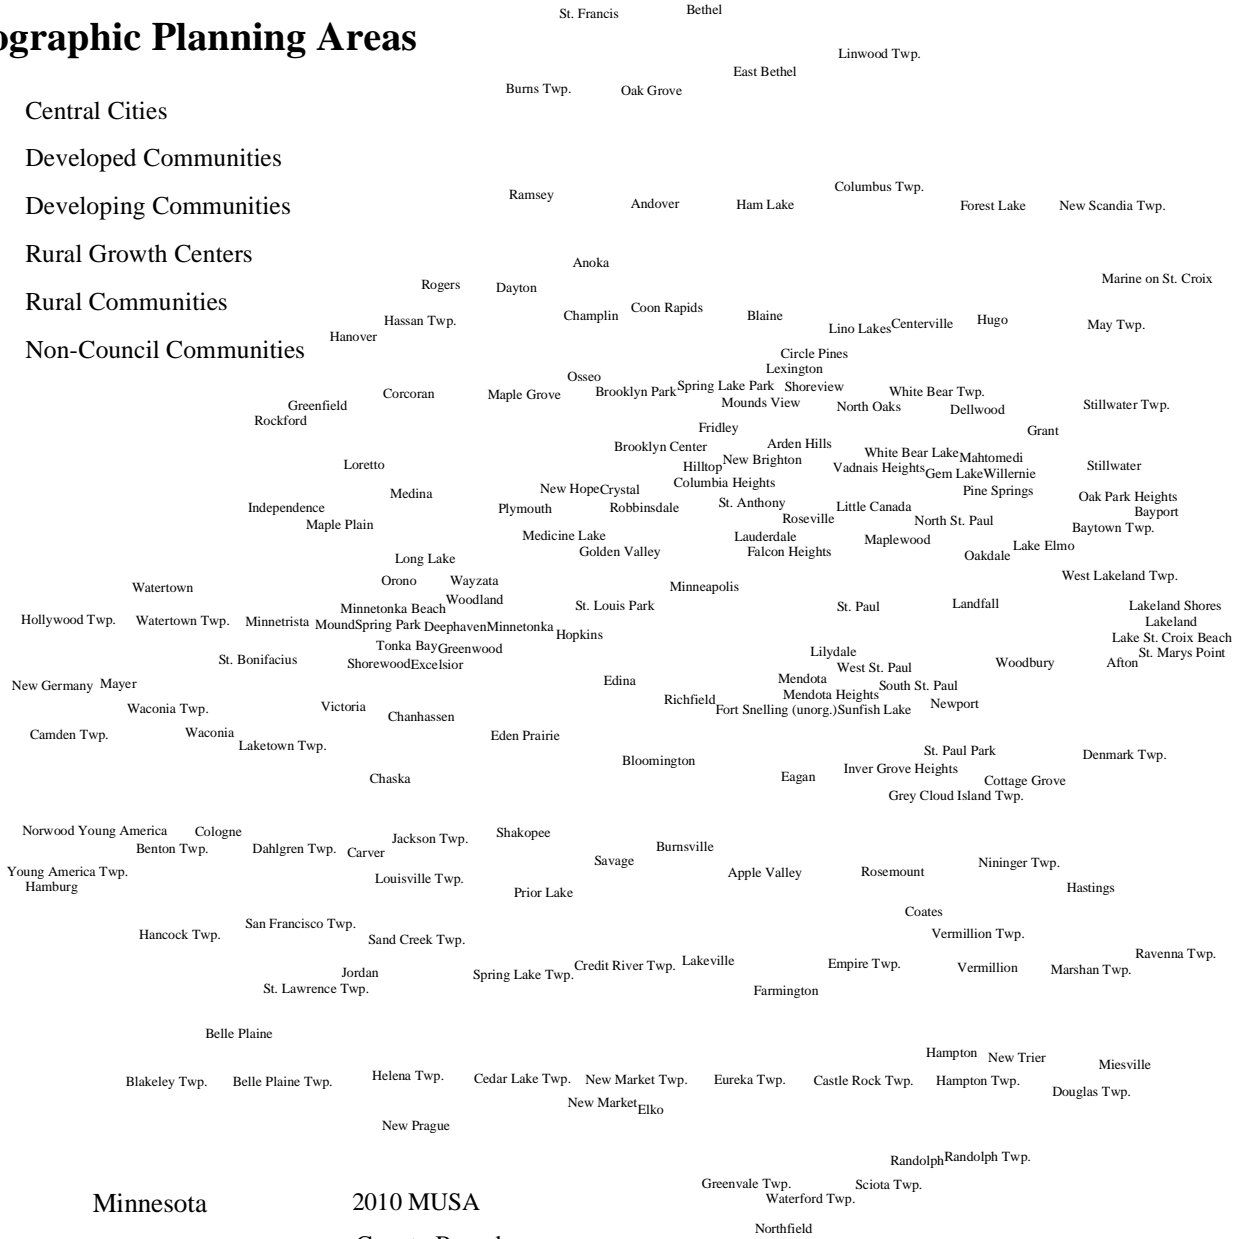 St. Francis
Bethel
ographic Planning Areas
Linwood Twp.
East Bethel
Burns Twp.
Oak Grove
Central Cities
Developed Communities
Developing Communities
Rural Growth Centers
Rural Communities
Non-Council Communities
Columbus Twp.
Ramsey
Andover
Ham Lake
Forest Lake
New Scandia Twp.
Anoka
Marine on St. Croix
Rogers
Dayton
Coon Rapids
Champlin
Blaine
Hassan Twp.
Hanover
Lino Lakes
Centerville
Hugo
May Twp.
Circle Pines
Lexington
Osseo
Corcoran
Maple Grove
Brooklyn Park
Spring Lake Park
Shoreview
White Bear Twp.
Mounds View
North Oaks
Dellwood
Stillwater Twp.
Greenfield
Rockford
Fridley
Grant
Brooklyn Center
Arden Hills
White Bear Lake
Mahtomedi
Loretto
Hilltop
New Brighton
Vadnais Heights
Gem Lake
Willernie
Stillwater
Columbia Heights
Medina
New Hope
Crystal
Pine Springs
Oak Park Heights
Independence
Plymouth
Robbinsdale
St. Anthony
Little Canada
Bayport
Maple Plain
Roseville
North St. Paul
Baytown Twp.
Medicine Lake
Lauderdale
Maplewood
Lake Elmo
Golden Valley
Falcon Heights
Oakdale
Long Lake
Orono
Wayzata
West Lakeland Twp.
Watertown
Minneapolis
Minnetonka Beach
Woodland
St. Louis Park
St. Paul
Landfall
Lakeland Shores
Hollywood Twp.
Watertown Twp.
Minnetrista
Mound
Spring Park
Deephaven
Minnetonka
Hopkins
Lakeland
Lake St. Croix Beach
Tonka Bay
Greenwood
Lilydale
St. Marys Point
St. Bonifacius
Shorewood
Excelsior
West St. Paul
Woodbury
Afton
New Germany
Mayer
Edina
Mendota
South St. Paul
Mendota Heights
Richfield
Newport
Waconia Twp.
Victoria
Chanhassen
Fort Snelling (unorg.)
Sunfish Lake
Camden Twp.
Waconia
Laketown Twp.
Eden Prairie
St. Paul Park
Denmark Twp.
Bloomington
Inver Grove Heights
Chaska
Eagan
Cottage Grove
Grey Cloud Island Twp.
Norwood Young America
Cologne
Jackson Twp.
Shakopee
Benton Twp.
Dahlgren Twp.
Carver
Burnsville
Savage
Nininger Twp.
Young America Twp.
Louisville Twp.
Apple Valley
Rosemount
Hamburg
Prior Lake
Hastings
Coates
San Francisco Twp.
Hancock Twp.
Sand Creek Twp.
Vermillion Twp.
Ravenna Twp.
Jordan
Spring Lake Twp.
Credit River Twp.
Lakeville
Empire Twp.
Vermillion
Marshan Twp.
St. Lawrence Twp.
Farmington
Belle Plaine
Hampton
New Trier
Miesville
Blakeley Twp.
Belle Plaine Twp.
Helena Twp.
Cedar Lake Twp.
New Market Twp.
Eureka Twp.
Castle Rock Twp.
Hampton Twp.
Douglas Twp.
New Market
Elko
New Prague
Randolph
Randolph Twp.
Greenvale Twp.
Sciota Twp.
Waterford Twp.
Minnesota
2010 MUSA
Northfield